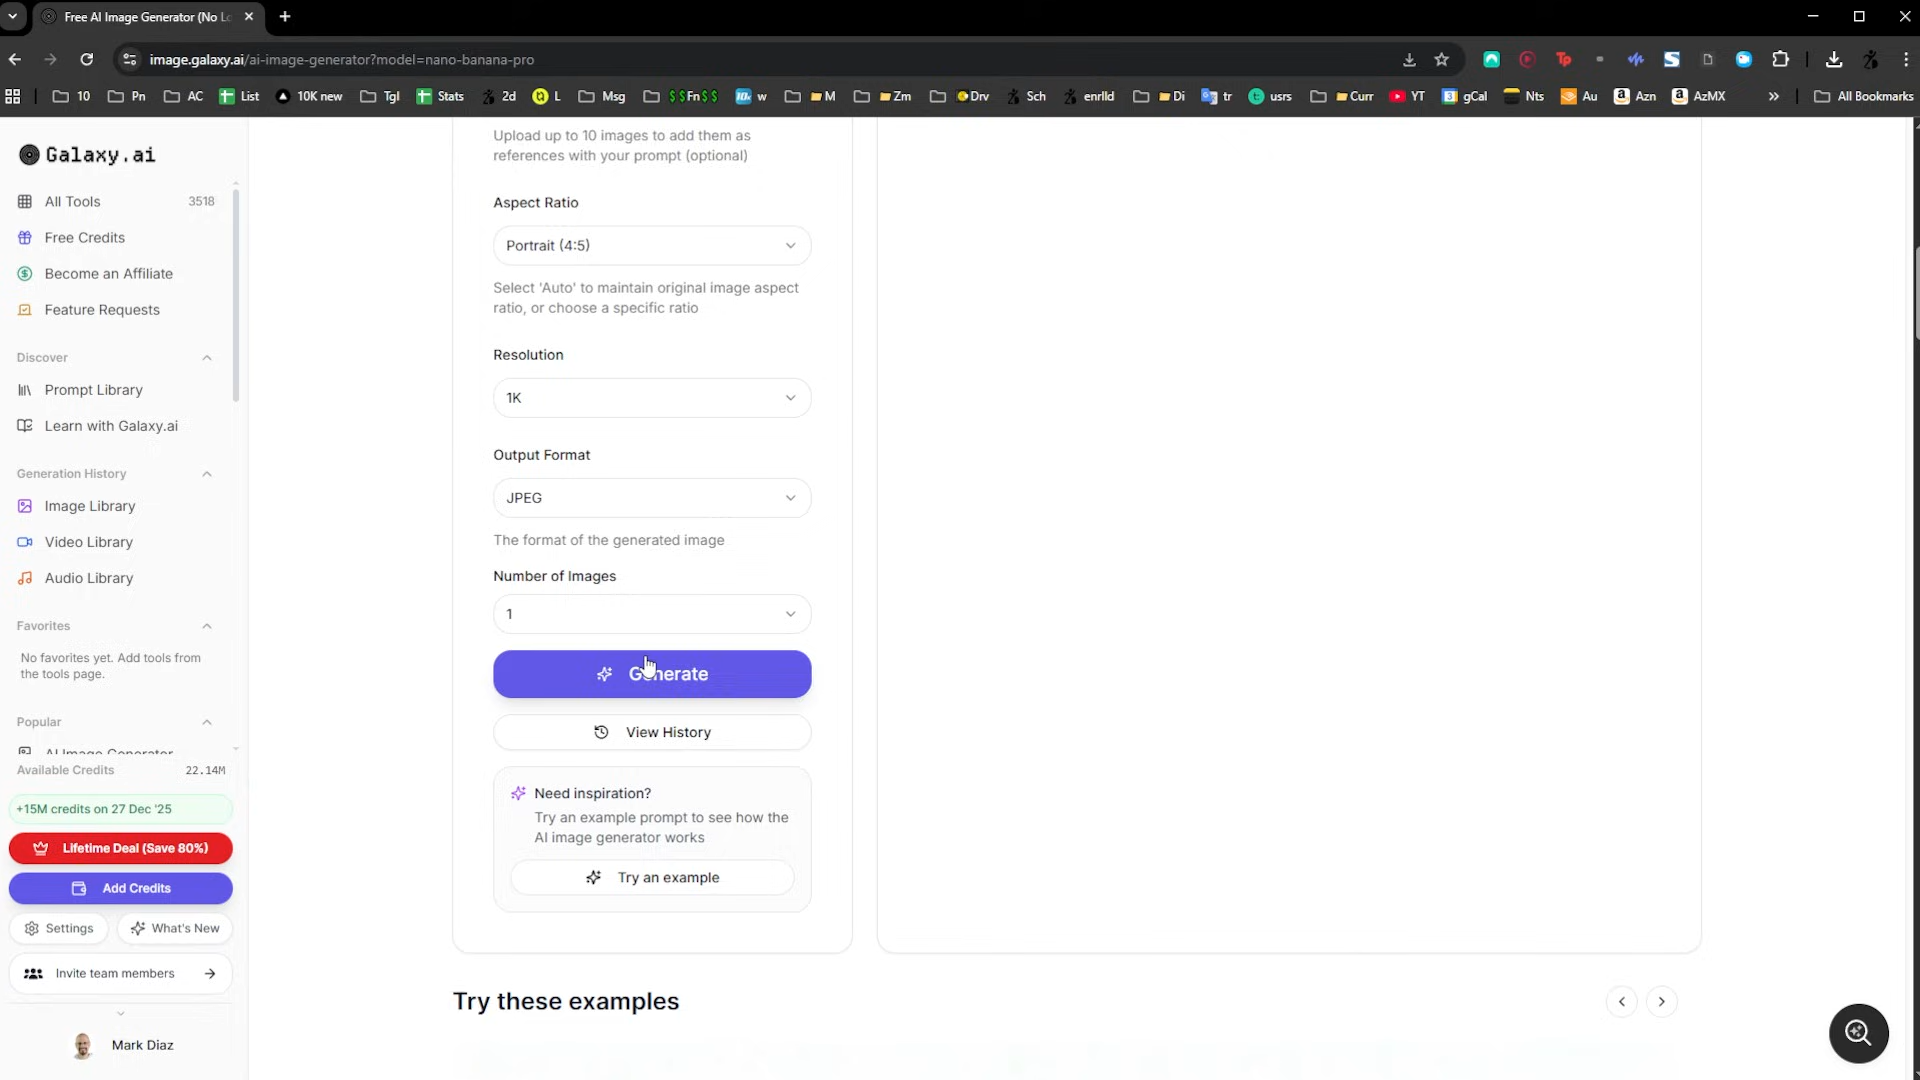 Free AI Image Generator (No Lo
image.galaxy.ai/ai-image-generator?model=nano-banana-pro
10
Pn
AC
List
10K new
Tgl
Stats
2d
L
Msg
$$Fn$$
10x
w
M
Zm
Drv
Sch
enrlld
Di
tr
usrs
Curr
YT
gCal
Nts
Au
Azn
AzMX
»
All Bookmarks
Galaxy.ai
All Tools 3518
Free Credits
Become an Affiliate
Feature Requests
Discover
Prompt Library
Learn with Galaxy.ai
Generation History
Image Library
Video Library
Audio Library
Favorites
No favorites yet. Add tools from
the tools page.
Popular
AI Image Generator
Available Credits 22.14M
+15M credits on 27 Dec '25
Lifetime Deal (Save 80%)
Add Credits
Settings
What's New
Invite team members
Mark Diaz
Upload up to 10 images to add them as
references with your prompt (optional)
Aspect Ratio
Portrait (4:5)
Select 'Auto' to maintain original image aspect
ratio, or choose a specific ratio
Resolution
1K
Output Format
JPEG
The format of the generated image
Number of Images
1
Generate
View History
Need inspiration?
Try an example prompt to see how the
AI image generator works
Try an example
Try these examples